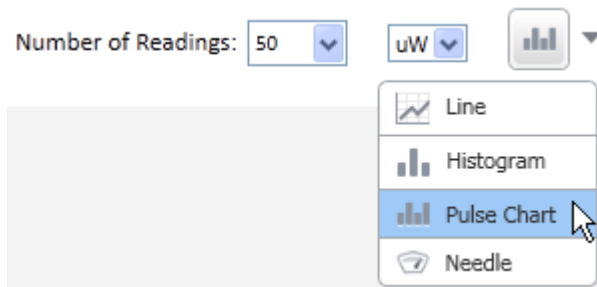 Number of Readings: 50 uW
Line
Histogram
Pulse Chart
Needle